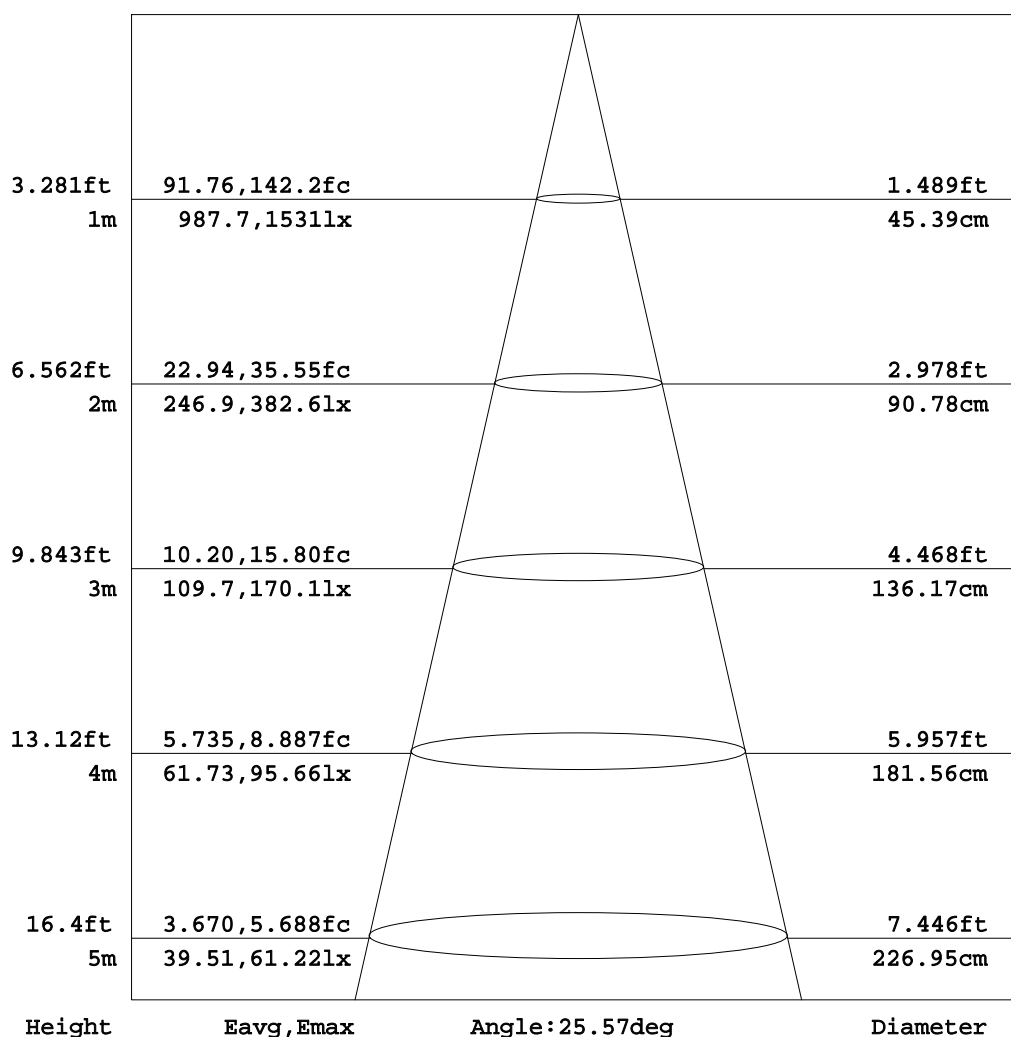 3.281ft 91.76,142.2fc 1.489ft
1m 987.7,1531lx 45.39cm
6.562ft 22.94,35.55fc 2.978ft
2m 246.9,382.6lx 90.78cm
9.843ft 10.20,15.80fc 4.468ft
3m 109.7,170.1lx 136.17cm
13.12ft 5.735,8.887fc 5.957ft
4m 61.73,95.66lx 181.56cm
16.4ft 3.670,5.688fc 7.446ft
5m 39.51,61.22lx 226.95cm
Height Eavg,Emax Angle:25.57deg Diameter